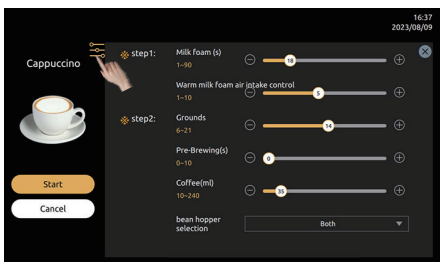 16:37
2023/08/09
Cappuccino
Start
Cancel
step1:
Milk foam (s)
1~90
18
Warm milk foam air intake control
1~10
5
step2:
Grounds
6~21
14
Pre-Brewing(s)
0~10
0
Coffee(ml)
10~240
35
bean hopper
selection
Both